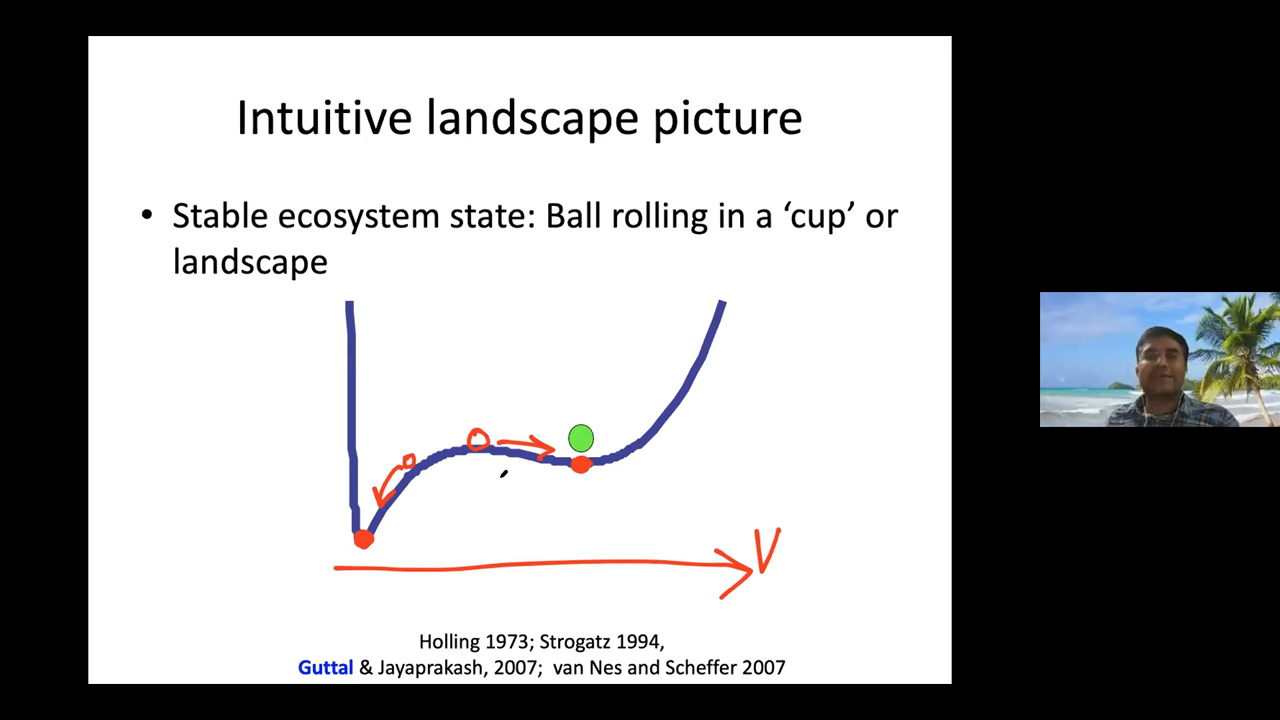 Intuitive landscape picture
• Stable ecosystem state: Ball rolling in a ‘cup’ or
landscape
V
Holling 1973; Strogatz 1994,
Guttal & Jayaprakash, 2007; van Nes and Scheffer 2007